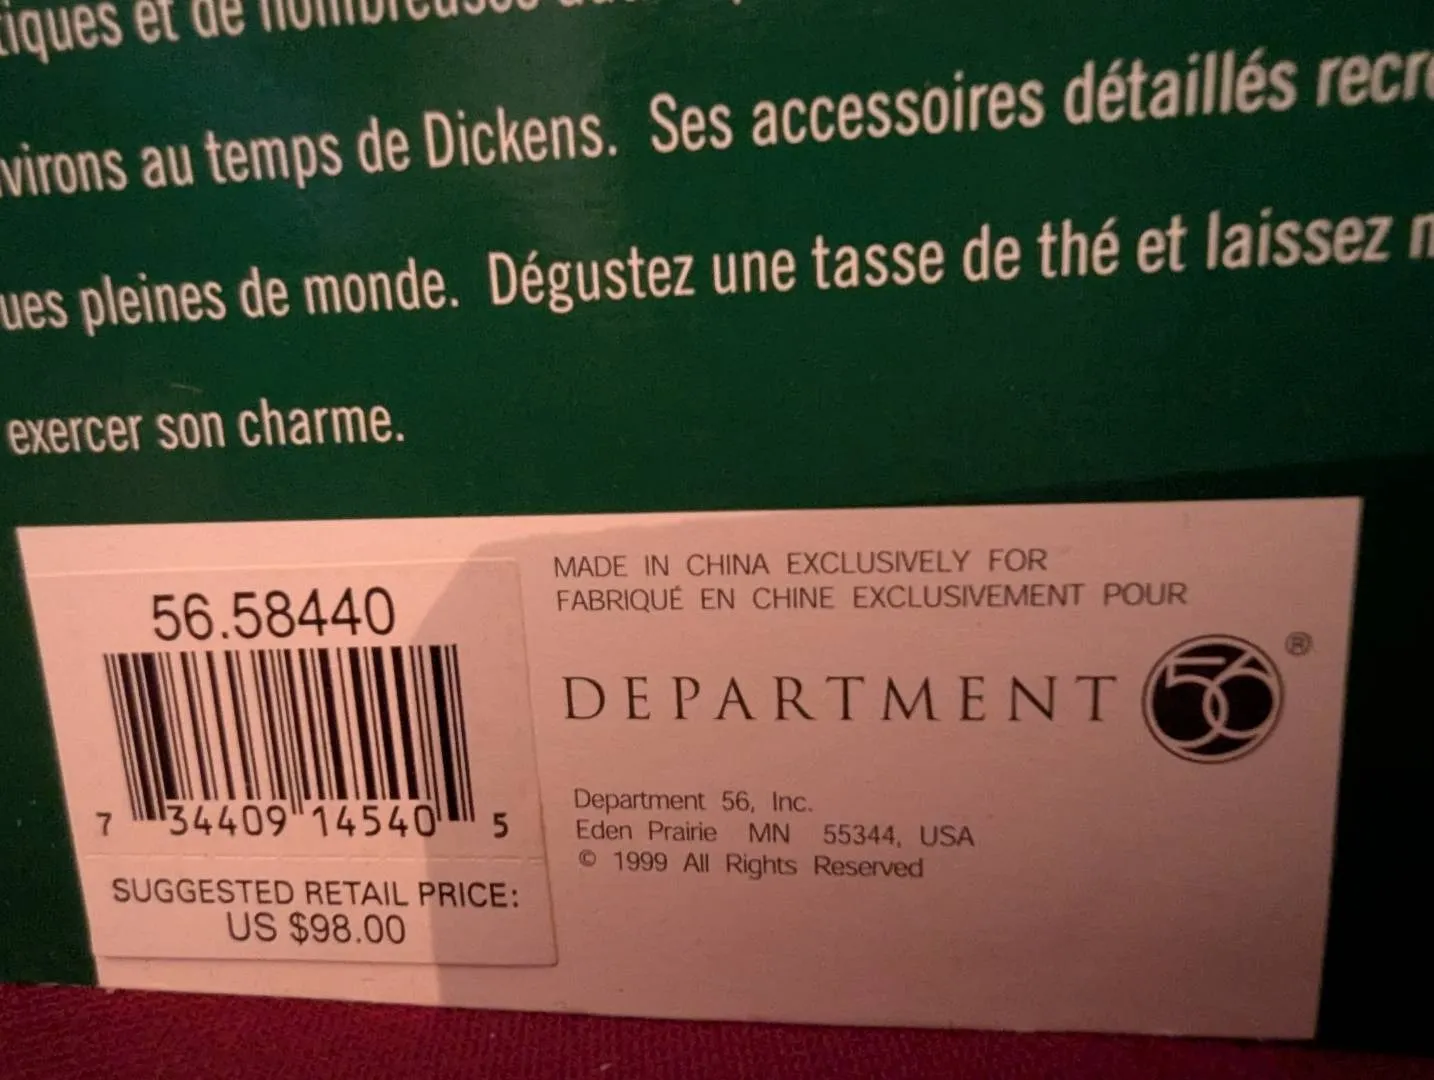 et de
au temps de Dickens. Ses accessoires détaillés
pleines de monde. Dégustez une tasse de thé et laissez
exercer son charme.
56.58440
7 34409 14540 5
SUGGESTED RETAIL PRICE:
US $98.00
MADE IN CHINA EXCLUSIVELY FOR
FABRIQUÉ EN CHINE EXCLUSIVEMENT POUR
DEPARTMENT 56 ®
Department 56, Inc.
Eden Prairie MN 55344, USA
© 1999 All Rights Reserved